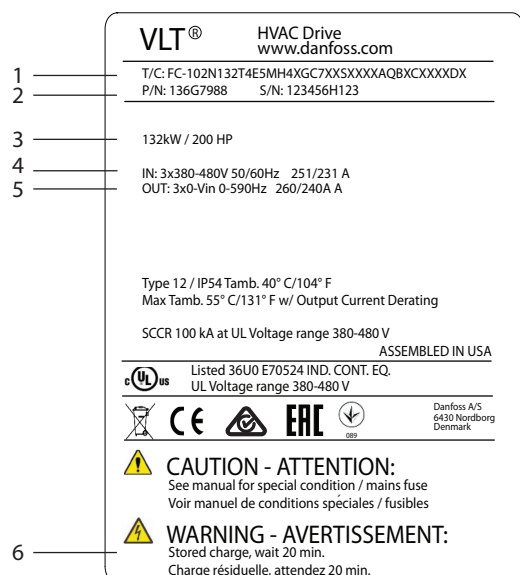 VLT® HVAC Drive
www.danfoss.com
1 T/C: FC-102N132T4E5MH4XGC7XXSXXXXAQBXCXXXXDX
2 P/N: 136G7988 S/N: 123456H123
3 132kW / 200 HP
4 IN: 3x380-480V 50/60Hz 251/231 A
5 OUT: 3x0-Vin 0-590Hz 260/240A A
Type 12 / IP54 Tamb. 40° C/104° F
Max Tamb. 55° C/131° F w/ Output Current Derating
SCCR 100 kA at UL Voltage range 380-480 V
ASSEMBLED IN USA
c UL us Listed 36U0 E70524 IND. CONT. EQ.
UL Voltage range 380-480 V
CE EAC 089
Danfoss A/S
6430 Nordborg
Denmark
CAUTION - ATTENTION:
See manual for special condition / mains fuse
Voir manuel de conditions spéciales / fusibles
WARNING - AVERTISSEMENT:
6 Stored charge, wait 20 min.
Charge résiduelle, attendez 20 min.